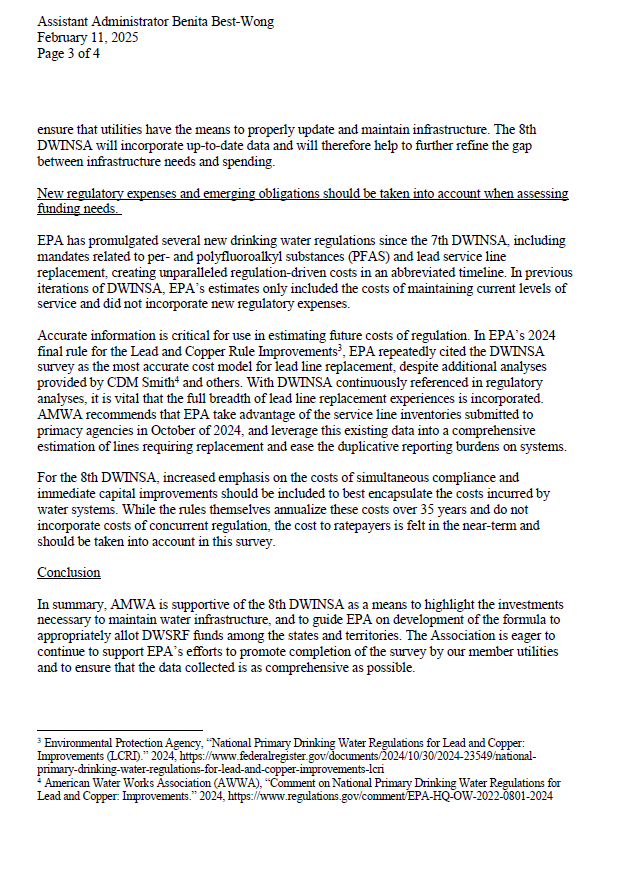 Assistant Administrator Benita Best-Wong
February 11, 2025
Page 3 of 4
ensure that utilities have the means to properly update and maintain infrastructure. The 8th
DWINSA will incorporate up-to-date data and will therefore help to further refine the gap
between infrastructure needs and spending.
New regulatory expenses and emerging obligations should be taken into account when assessing
funding needs.
EPA has promulgated several new drinking water regulations since the 7th DWINSA, including
mandates related to per- and polyfluoroalkyl substances (PFAS) and lead service line
replacement, creating unparalleled regulation-driven costs in an abbreviated timeline. In previous
iterations of DWINSA, EPA's estimates only included the costs of maintaining current levels of
service and did not incorporate new regulatory expenses.
Accurate information is critical for use in estimating future costs of regulation. In EPA's 2024
final rule for the Lead and Copper Rule Improvements³, EPA repeatedly cited the DWINSA
survey as the most accurate cost model for lead line replacement, despite additional analyses
provided by CDM Smith⁴ and others. With DWINSA continuously referenced in regulatory
analyses, it is vital that the full breadth of lead line replacement experiences is incorporated.
AMWA recommends that EPA take advantage of the service line inventories submitted to
primacy agencies in October of 2024, and leverage this existing data into a comprehensive
estimation of lines requiring replacement and ease the duplicative reporting burdens on systems.
For the 8th DWINSA, increased emphasis on the costs of simultaneous compliance and
immediate capital improvements should be included to best encapsulate the costs incurred by
water systems. While the rules themselves annualize these costs over 35 years and do not
incorporate costs of concurrent regulation, the cost to ratepayers is felt in the near-term and
should be taken into account in this survey.
Conclusion
In summary, AMWA is supportive of the 8th DWINSA as a means to highlight the investments
necessary to maintain water infrastructure, and to guide EPA on development of the formula to
appropriately allot DWSRF funds among the states and territories. The Association is eager to
continue to support EPA's efforts to promote completion of the survey by our member utilities
and to ensure that the data collected is as comprehensive as possible.
³ Environmental Protection Agency, "National Primary Drinking Water Regulations for Lead and Copper:
Improvements (LCRI)." 2024, https://www.federalregister.gov/documents/2024/10/30/2024-23549/national-
primary-drinking-water-regulations-for-lead-and-copper-improvements-lcri
⁴ American Water Works Association (AWWA), "Comment on National Primary Drinking Water Regulations for
Lead and Copper: Improvements." 2024, https://www.regulations.gov/comment/EPA-HQ-OW-2022-0801-2024